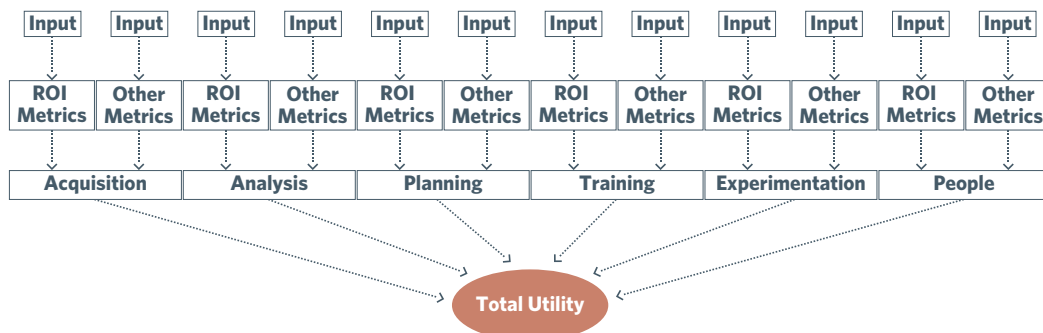 Input Input Input Input Input Input Input Input Input Input Input Input
ROI Metrics Other Metrics ROI Metrics Other Metrics ROI Metrics Other Metrics ROI Metrics Other Metrics ROI Metrics Other Metrics ROI Metrics Other Metrics
Acquisition Analysis Planning Training Experimentation People
Total Utility